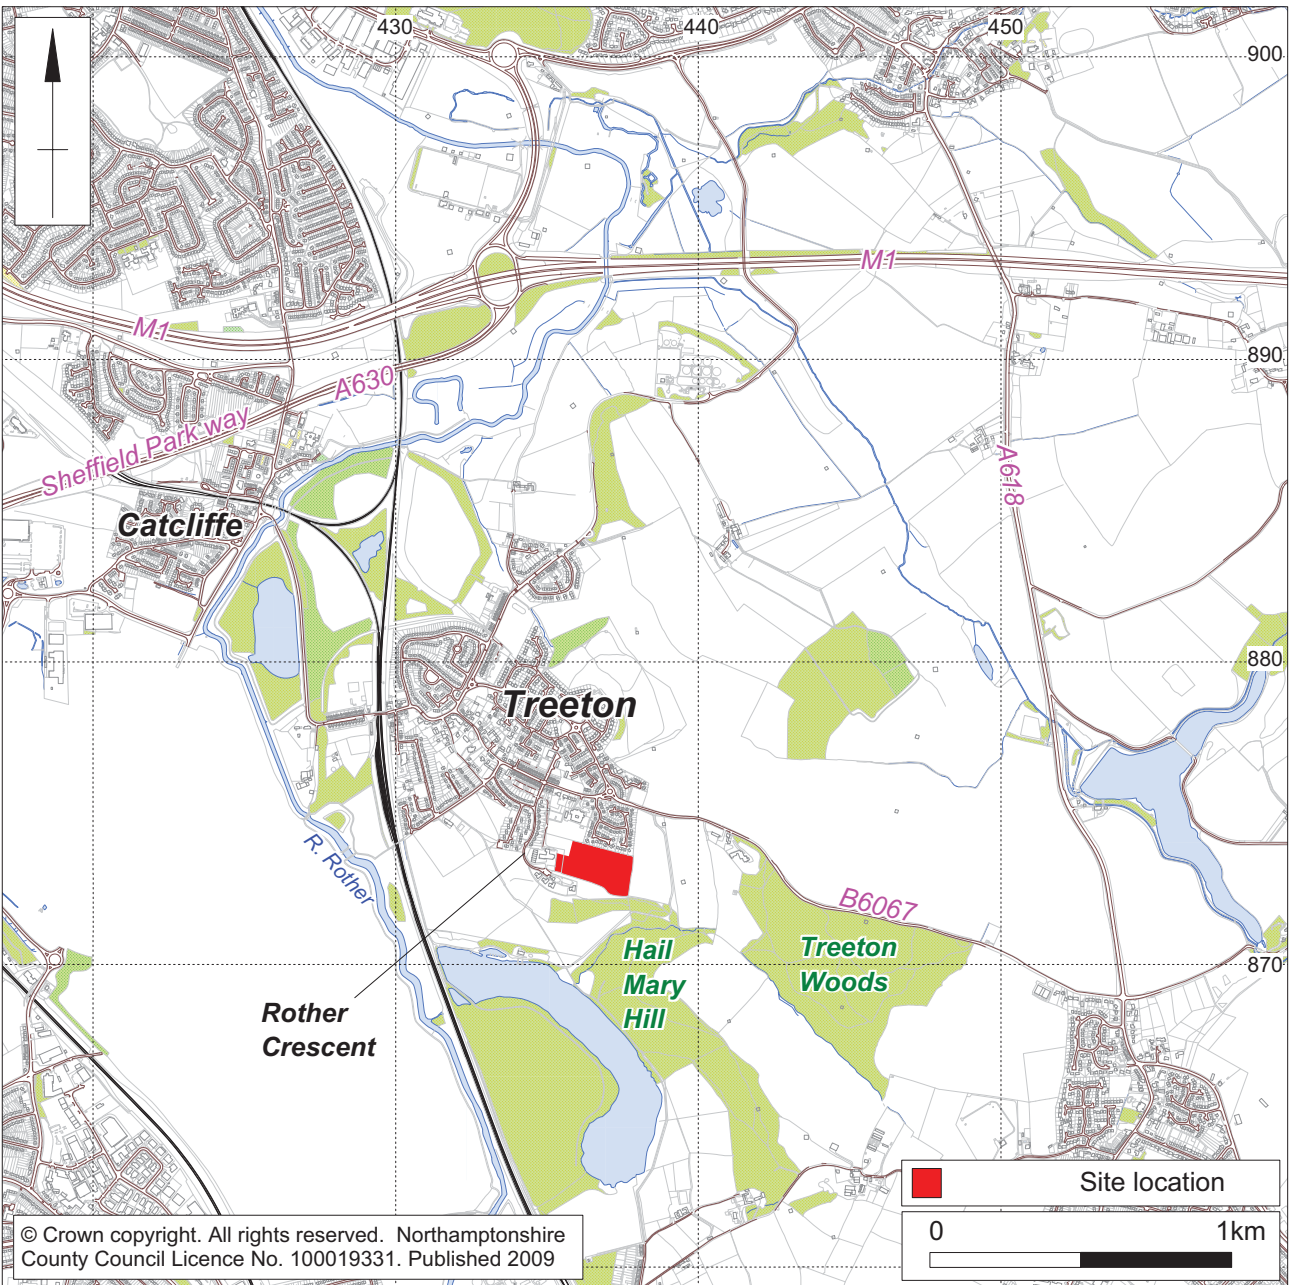 430
440
450
900
M1
M1
890
A630
Sheffield Park way
A618
Catcliffe
880
Treeton
R. Rother
B6067
Hail
Mary
Hill
Treeton
Woods
870
Rother
Crescent
Site location
0 1km
© Crown copyright. All rights reserved. Northamptonshire
County Council Licence No. 100019331. Published 2009